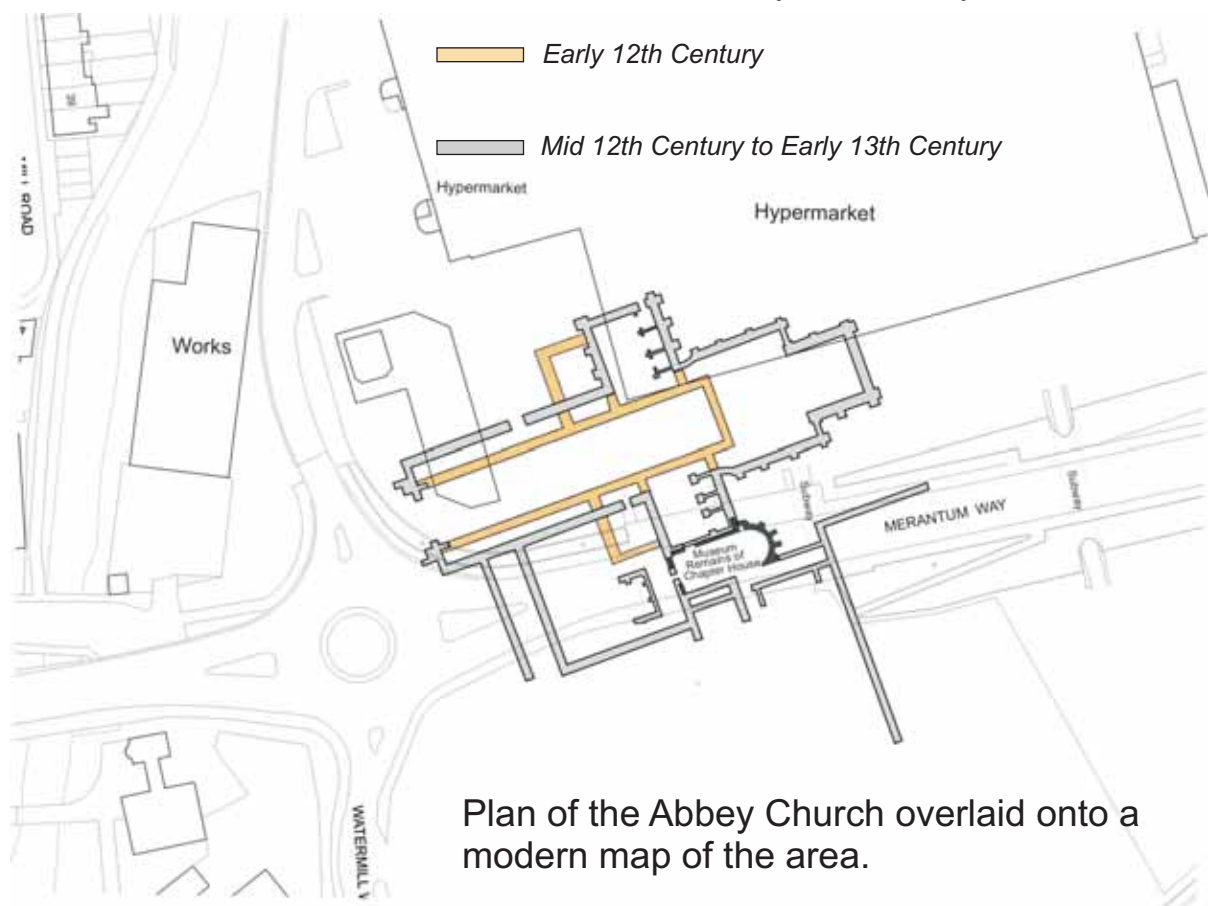 Early 12th Century
Mid 12th Century to Early 13th Century
Hypermarket
Hypermarket
ROAD
Works
39
Subway
Subway
MERANTUM WAY
Museum
Remains of
Chapter House
WATERMILL
Plan of the Abbey Church overlaid onto a
modern map of the area.